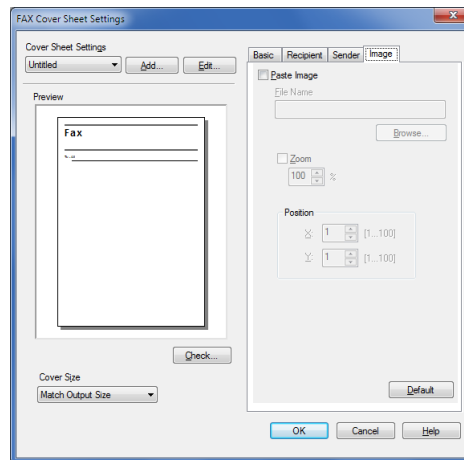 FAX Cover Sheet Settings
Cover Sheet Settings
Untitled
Add...
Edit...
Preview
Fax
Check...
Cover Size
Match Output Size
Basic
Recipient
Sender
Image
Paste Image
File Name
Browse...
Zoom
100 %
Position
X: 1 [1...100]
Y: 1 [1...100]
Default
OK
Cancel
Help